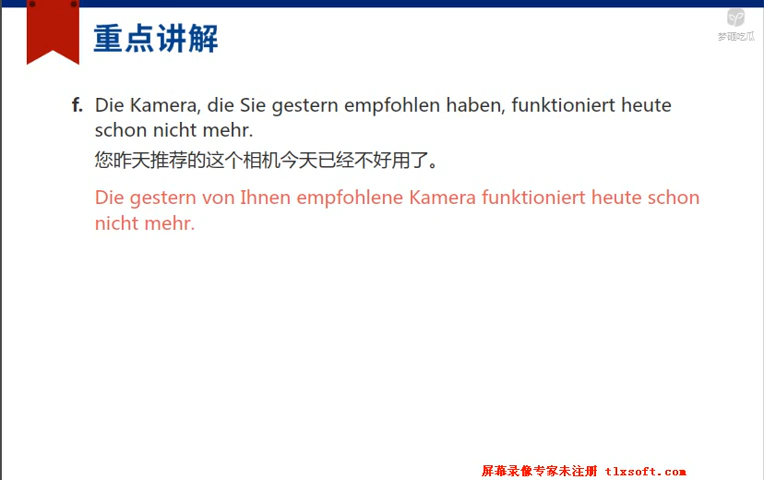 重点讲解
梦砸吃瓜
f. Die Kamera, die Sie gestern empfohlen haben, funktioniert heute
schon nicht mehr.
您昨天推荐的这个相机今天已经不好用了。
Die gestern von Ihnen empfohlene Kamera funktioniert heute schon
nicht mehr.
屏幕录像专家未注册 tlxsoft.com